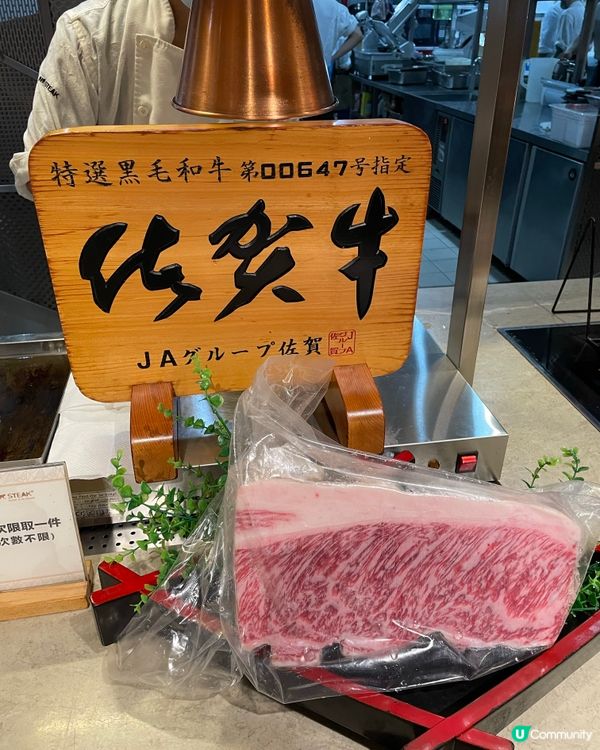 特選黒毛和牛 第00647号指定
佐賀牛
JAグループ佐賀
STEAK
STEAK
次限取一件
次數不限)
U Community